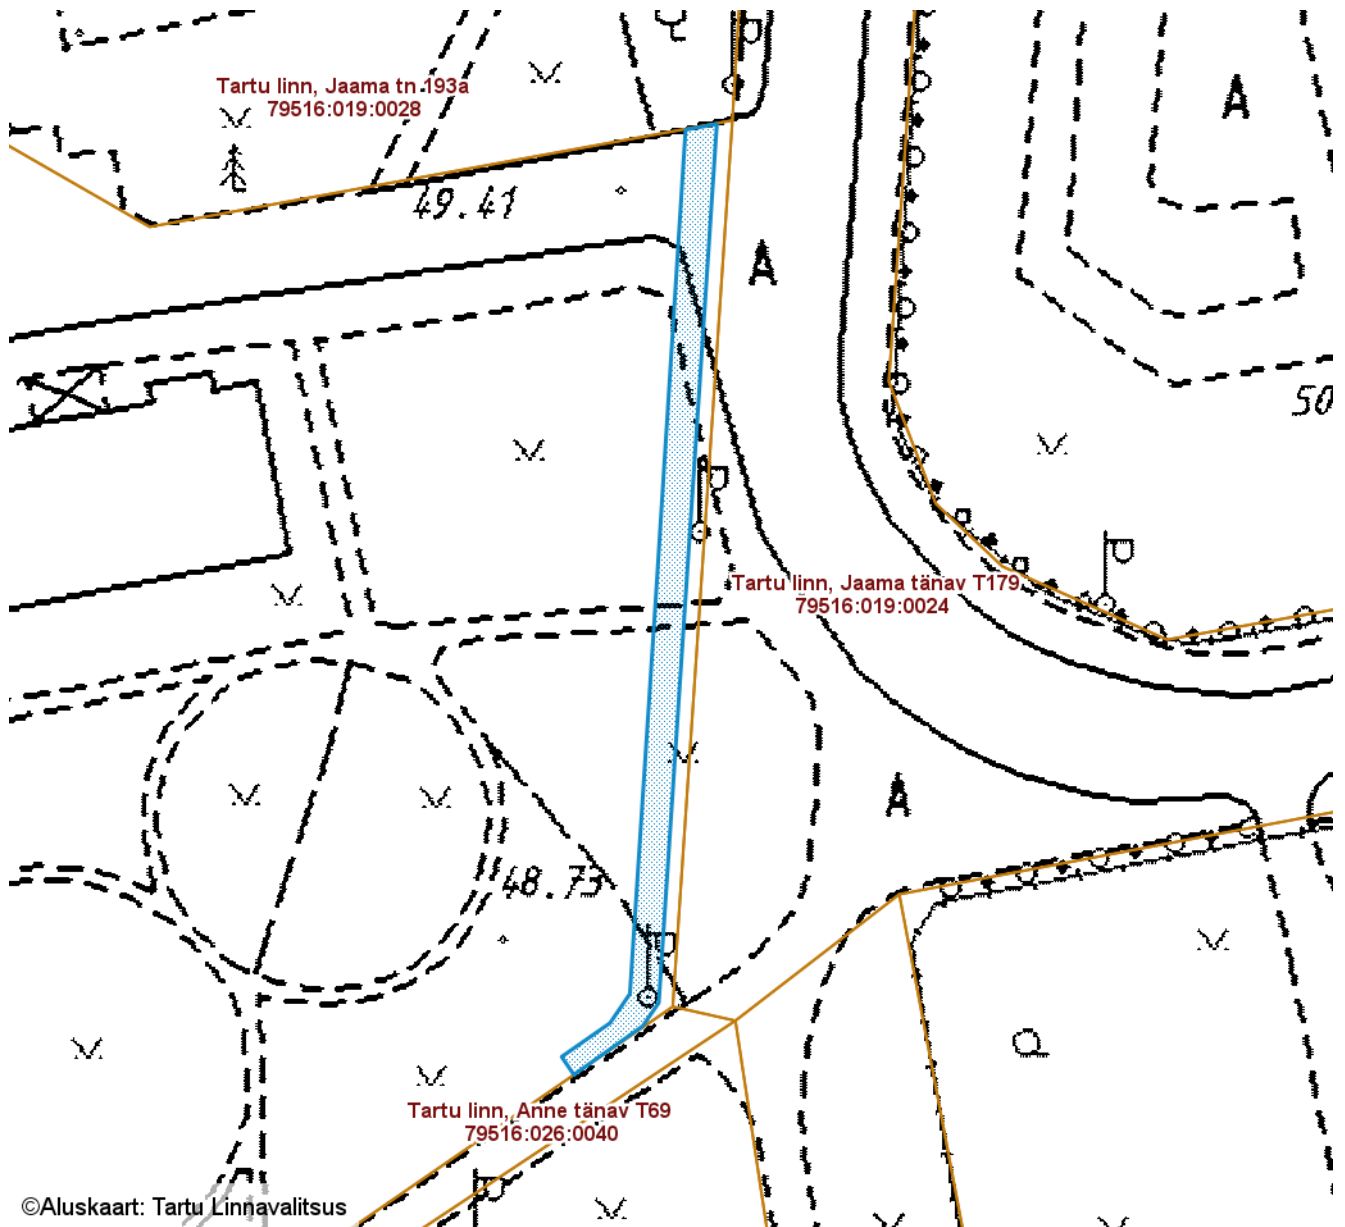 Tartu linn, Jaama tn 193a
79516:019:0028
A
49.41
A
50
Tartu linn, Jaama tänav T179
79516:019:0024
A
48.73
Tartu linn, Anne tänav T69
79516:026:0040
©Aluskaart: Tartu Linnavalitsus